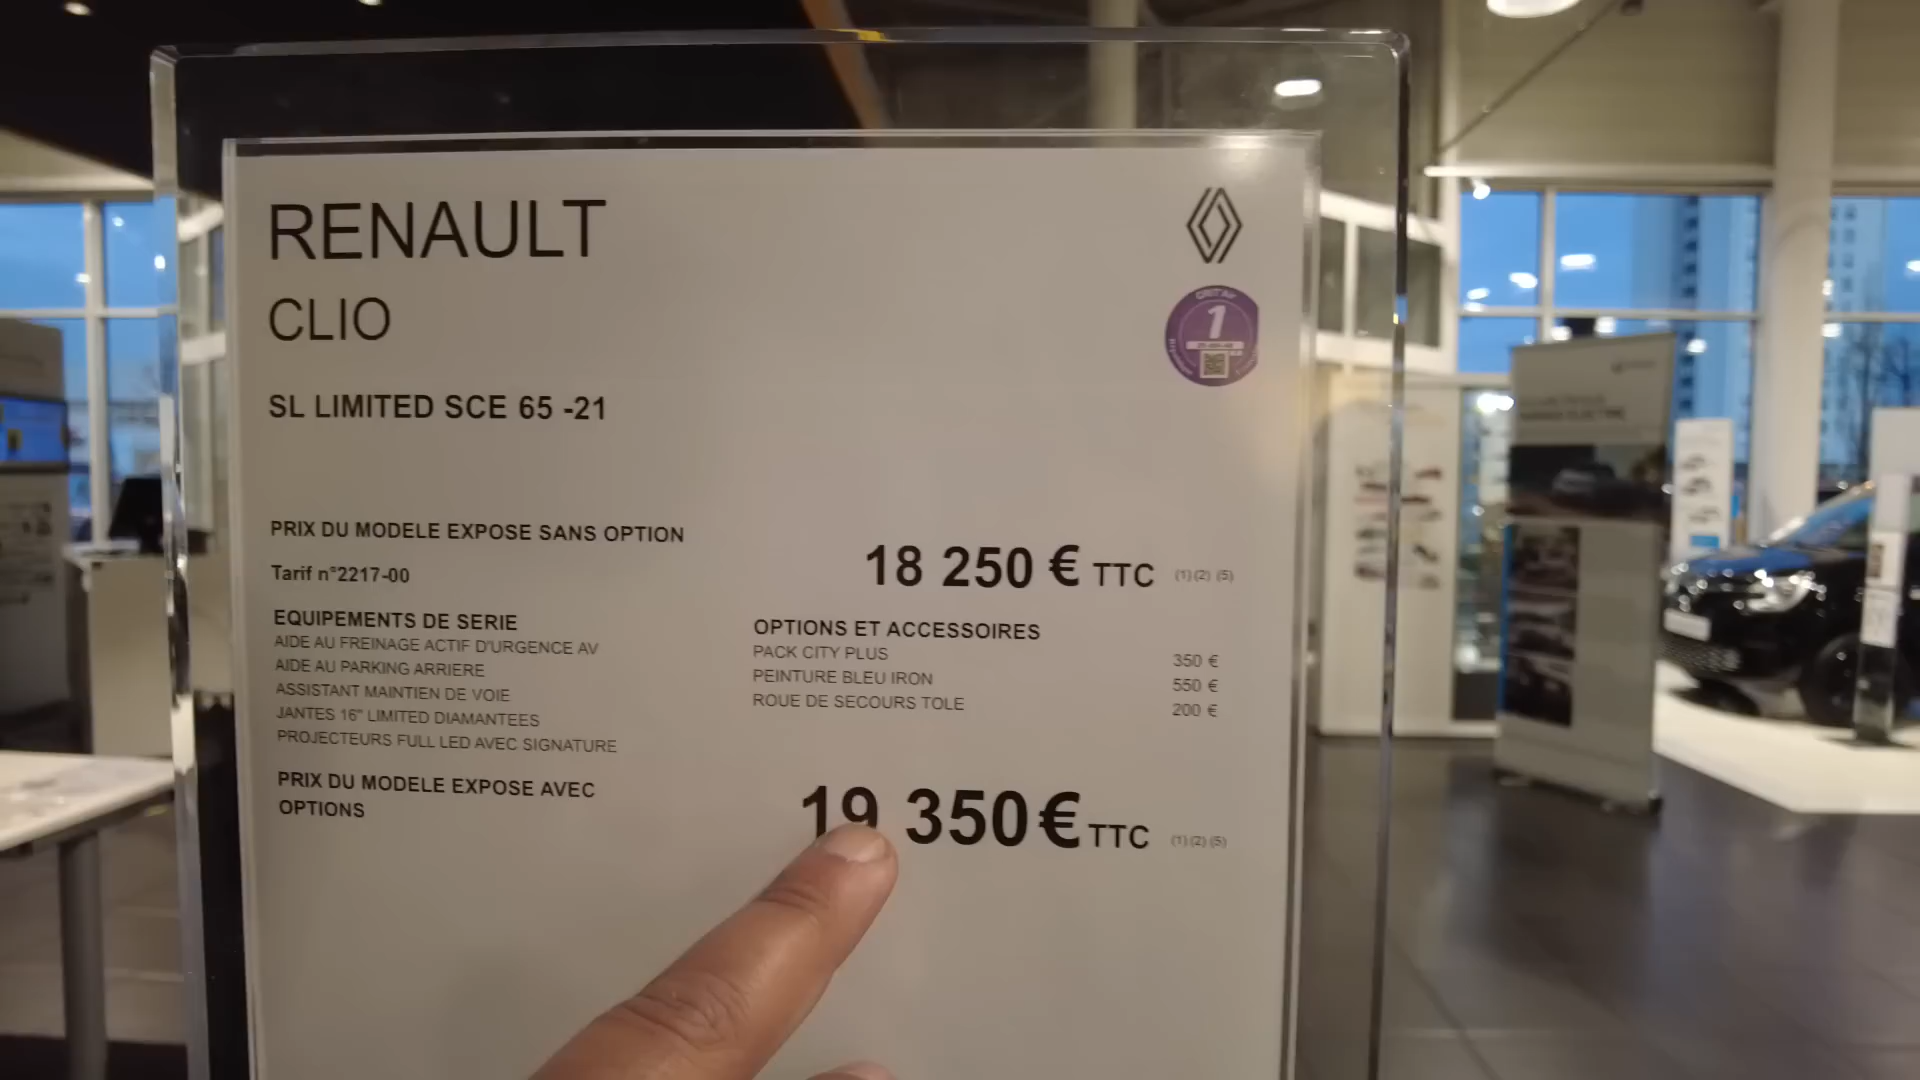 RENAULT
CLIO
CRIT'Air
1
SL LIMITED SCE 65 -21
PRIX DU MODELE EXPOSE SANS OPTION
18 250 € TTC (1) (2) (5)
Tarif n°2217-00
EQUIPEMENTS DE SERIE
AIDE AU FREINAGE ACTIF D'URGENCE AV
AIDE AU PARKING ARRIERE
ASSISTANT MAINTIEN DE VOIE
JANTES 16" LIMITED DIAMANTEES
PROJECTEURS FULL LED AVEC SIGNATURE
OPTIONS ET ACCESSOIRES
PACK CITY PLUS 350 €
PEINTURE BLEU IRON 550 €
ROUE DE SECOURS TOLE 200 €
PRIX DU MODELE EXPOSE AVEC
OPTIONS
19 350 € TTC (1) (2) (5)